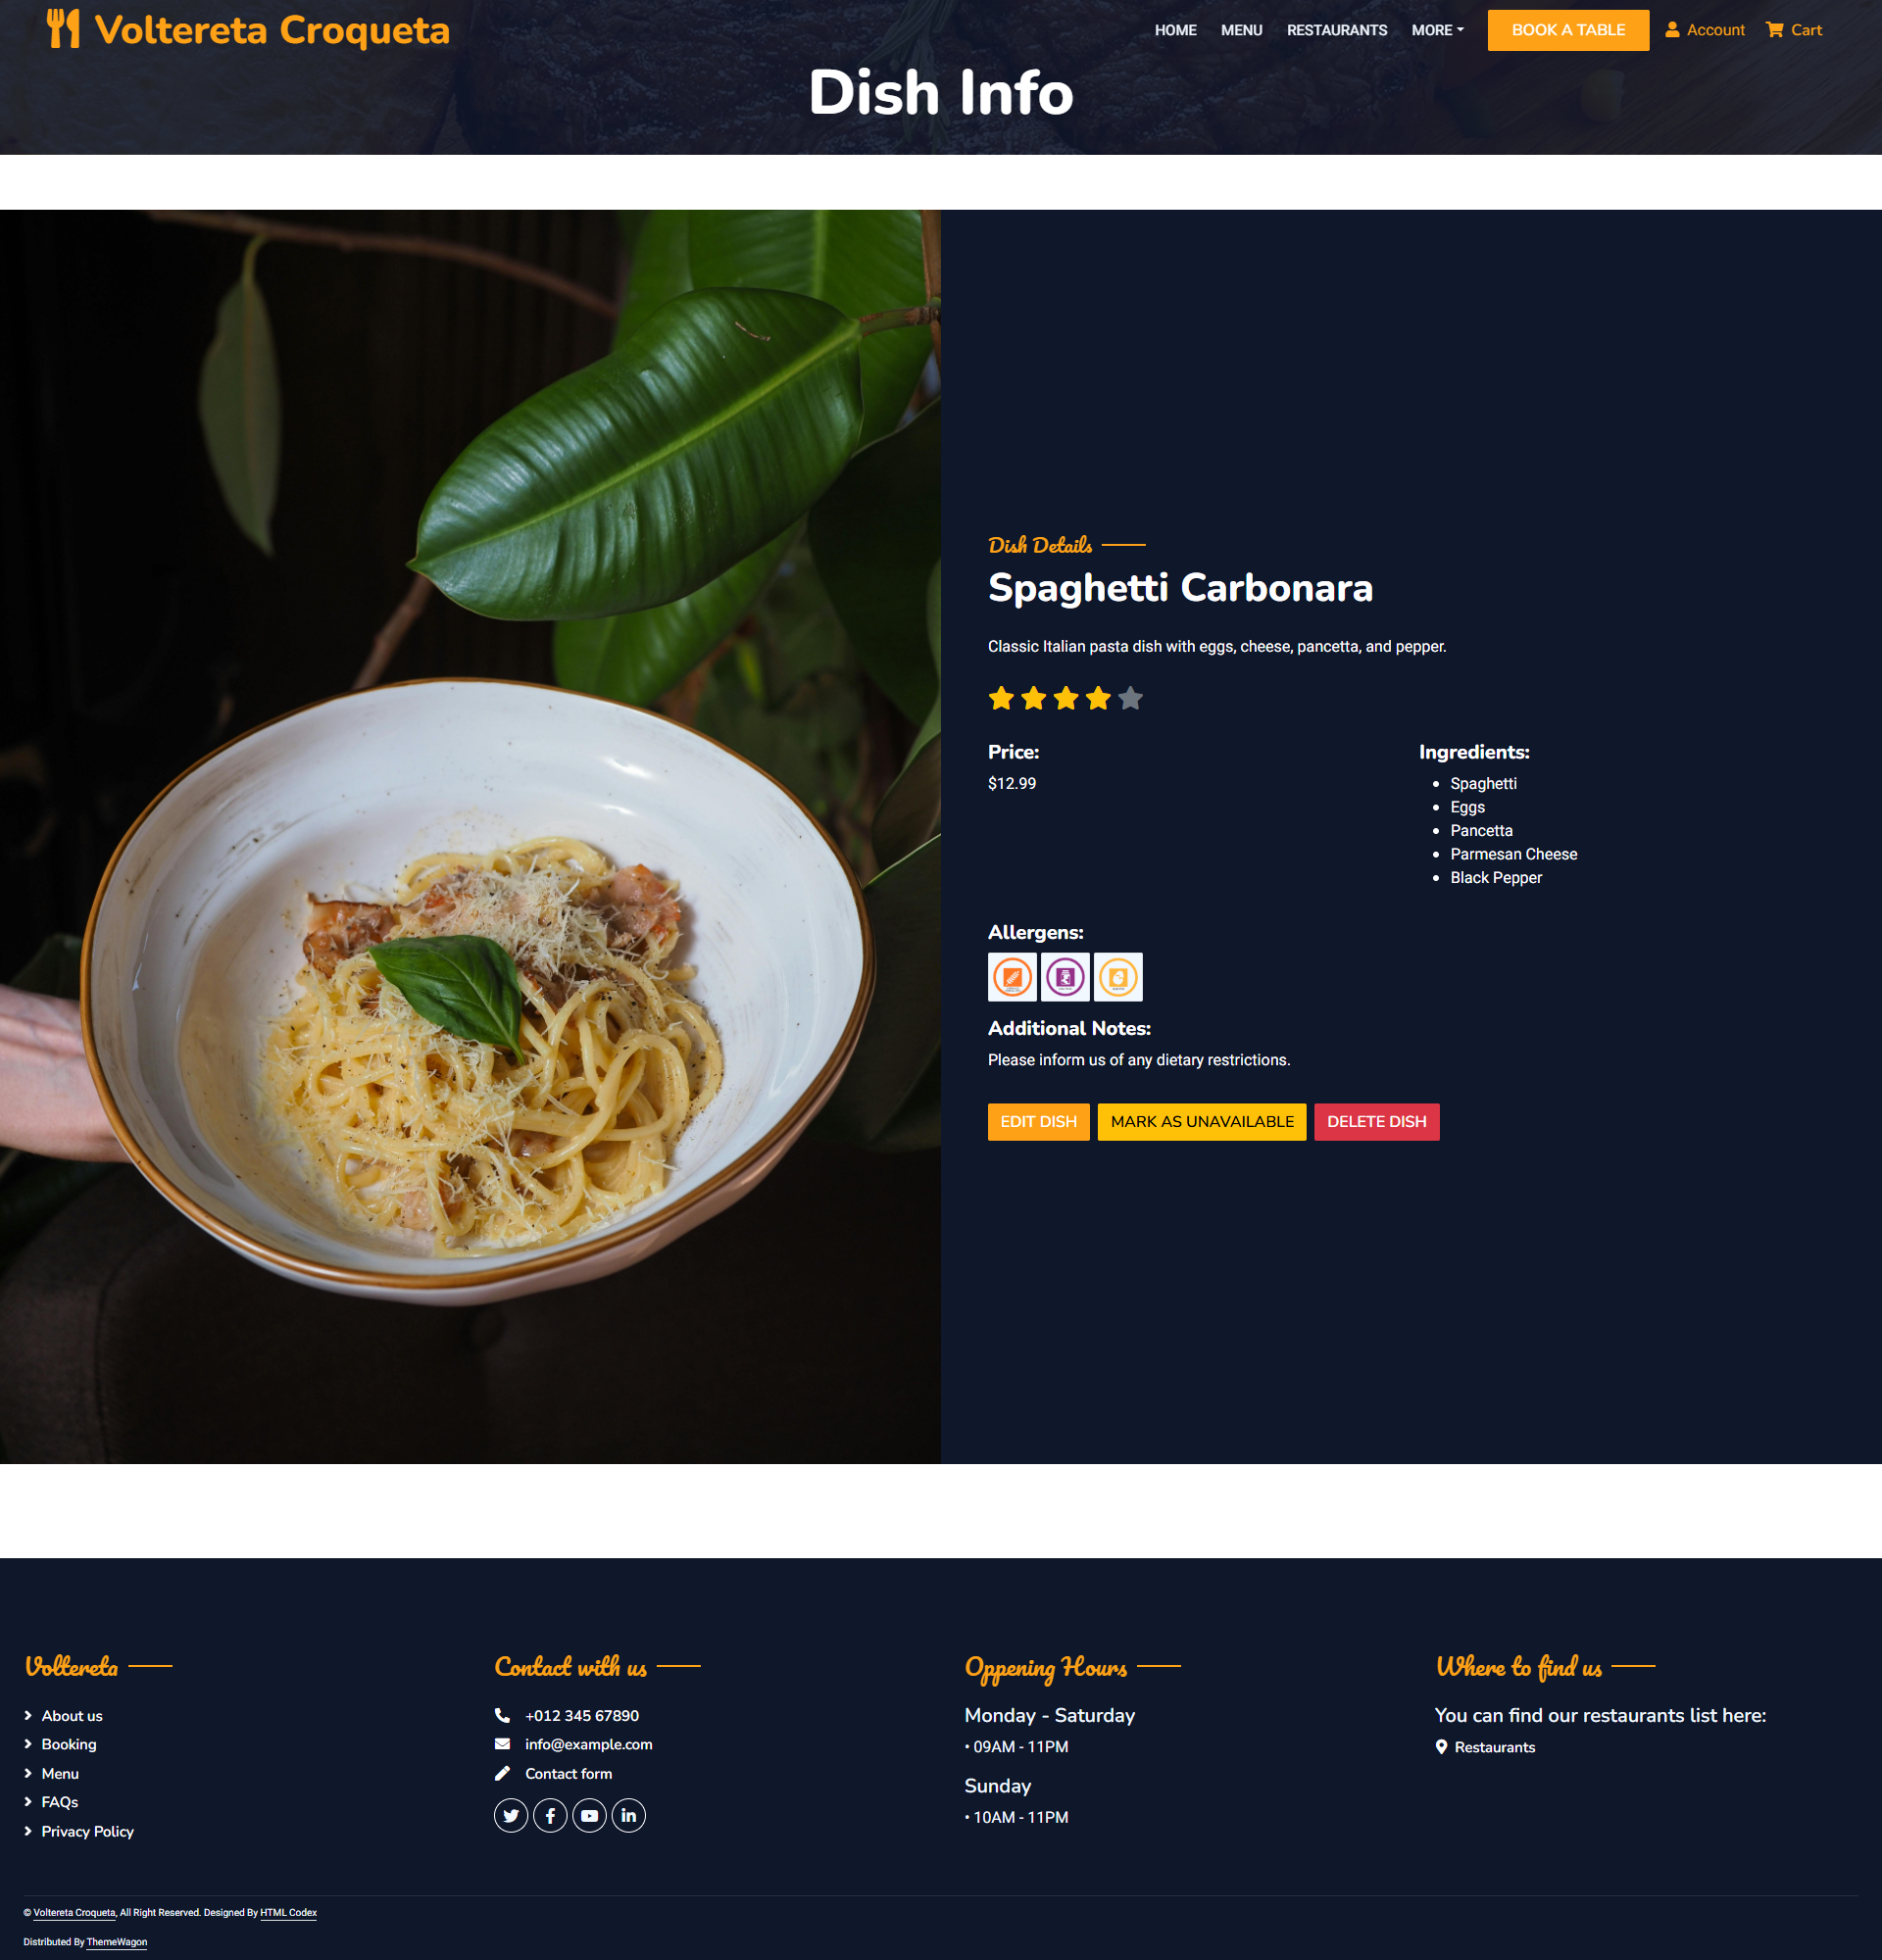 Voltereta Croqueta
HOME MENU RESTAURANTS MORE BOOK A TABLE Account Cart
Dish Info
Dish Details
Spaghetti Carbonara
Classic Italian pasta dish with eggs, cheese, pancetta, and pepper.
Price:
$12.99
Ingredients:
• Spaghetti
• Eggs
• Pancetta
• Parmesan Cheese
• Black Pepper
Allergens:
Additional Notes:
Please inform us of any dietary restrictions.
EDIT DISH MARK AS UNAVAILABLE DELETE DISH
Voltereta
About us
Booking
Menu
FAQs
Privacy Policy
Contact with us
+012 345 67890
info@example.com
Contact form
Oppening Hours
Monday - Saturday
• 09AM - 11PM
Sunday
• 10AM - 11PM
Where to find us
You can find our restaurants list here:
Restaurants
© Voltereta Croqueta, All Right Reserved. Designed By HTML Codex
Distributed By ThemeWagon